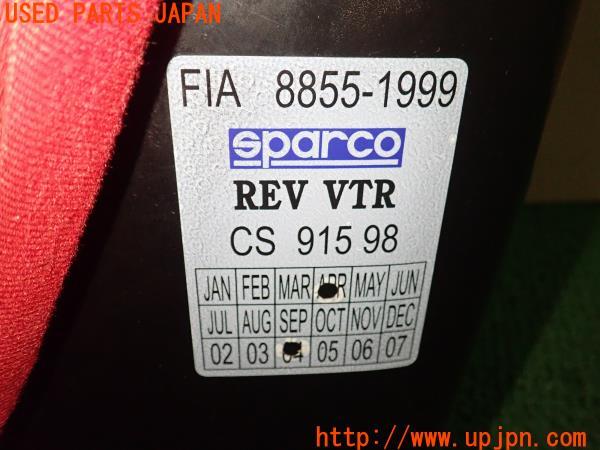 USED PARTS JAPAN
FIA 8855-1999
sparco
REV VTR
CS 915 98
JAN FEB MAR APR MAY JUN
JUL AUG SEP OCT NOV DEC
02 03 04 05 06 07
http://www.upjpn.com/